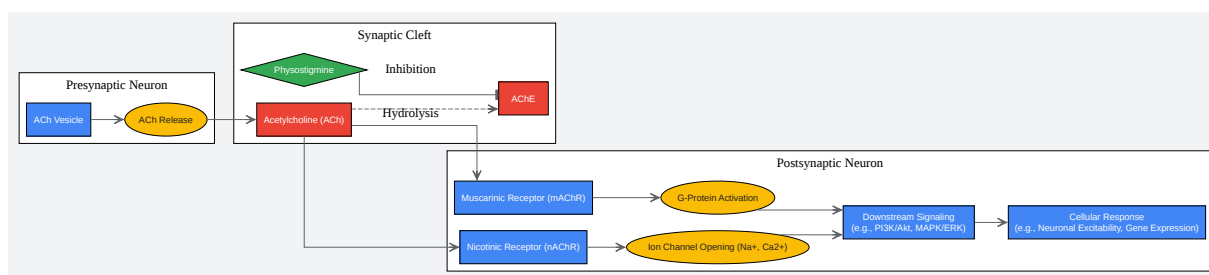 Synaptic Cleft
Physostigmine
Inhibition
Presynaptic Neuron
AChE
ACh Vesicle
ACh Release
Acetylcholine (ACh)
Hydrolysis
Postsynaptic Neuron
Muscarinic Receptor (mAChR)
G-Protein Activation
Downstream Signaling
(e.g., PI3K/Akt, MAPK/ERK)
Cellular Response
(e.g., Neuronal Excitability, Gene Expression)
Nicotinic Receptor (nAChR)
Ion Channel Opening (Na+, Ca2+)